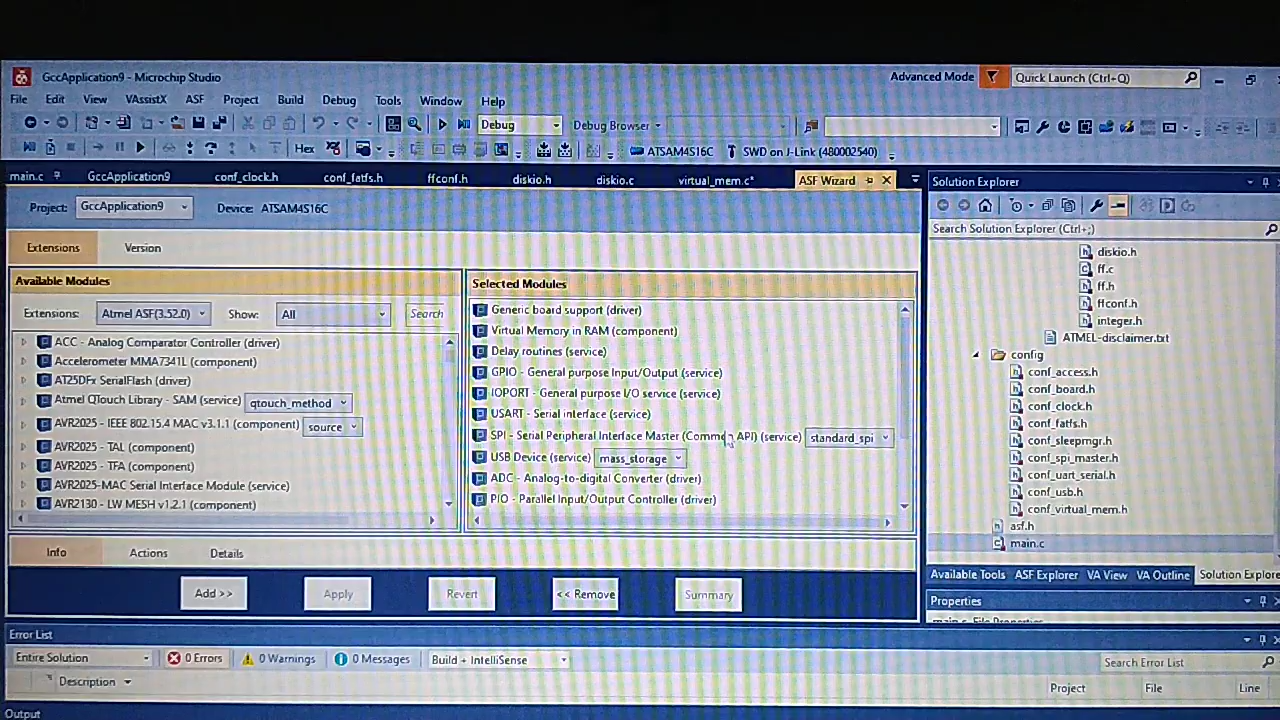 GccApplication9 - Microchip Studio
Advanced Mode
Quick Launch (Ctrl+Q)
File Edit View VAssistX ASF Project Build Debug Tools Window Help
Debug
Debug Browser
Hex
ATSAM4S16C
SWD on J-Link (480002540)
main.c
GccApplication9
conf_clock.h
conf_fatfs.h
ffconf.h
diskio.h
diskio.c
virtual_mem.c*
ASF Wizard
Project: GccApplication9
Device: ATSAM4S16C
Extensions
Version
Available Modules
Extensions: Atmel ASF(3.52.0)
Show: All
Search
ACC - Analog Comparator Controller (driver)
Accelerometer MMA7341L (component)
AT25DFx SerialFlash (driver)
Atmel QTouch Library - SAM (service) qtouch_method
AVR2025 - IEEE 802.15.4 MAC v3.1.1 (component) source
AVR2025 - TAL (component)
AVR2025 - TFA (component)
AVR2025-MAC Serial Interface Module (service)
AVR2130 - LW MESH v1.2.1 (component)
Selected Modules
Generic board support (driver)
Virtual Memory in RAM (component)
Delay routines (service)
GPIO - General purpose Input/Output (service)
IOPORT - General purpose I/O service (service)
USART - Serial interface (service)
SPI - Serial Peripheral Interface Master (Common API) (service) standard_spi
USB Device (service) mass_storage
ADC - Analog-to-digital Converter (driver)
PIO - Parallel Input/Output Controller (driver)
Info
Actions
Details
Add >>
Apply
Revert
<< Remove
Summary
Solution Explorer
Search Solution Explorer (Ctrl+;)
diskio.h
ff.c
ff.h
ffconf.h
integer.h
ATMEL-disclaimer.txt
config
conf_access.h
conf_board.h
conf_clock.h
conf_fatfs.h
conf_sleepmgr.h
conf_spi_master.h
conf_uart_serial.h
conf_usb.h
conf_virtual_mem.h
asf.h
main.c
Available Tools
ASF Explorer
VA View
VA Outline
Solution Explore
Properties
main.c File Properties
Error List
Entire Solution
0 Errors
0 Warnings
0 Messages
Build + IntelliSense
Search Error List
Description
Project
File
Line
Output